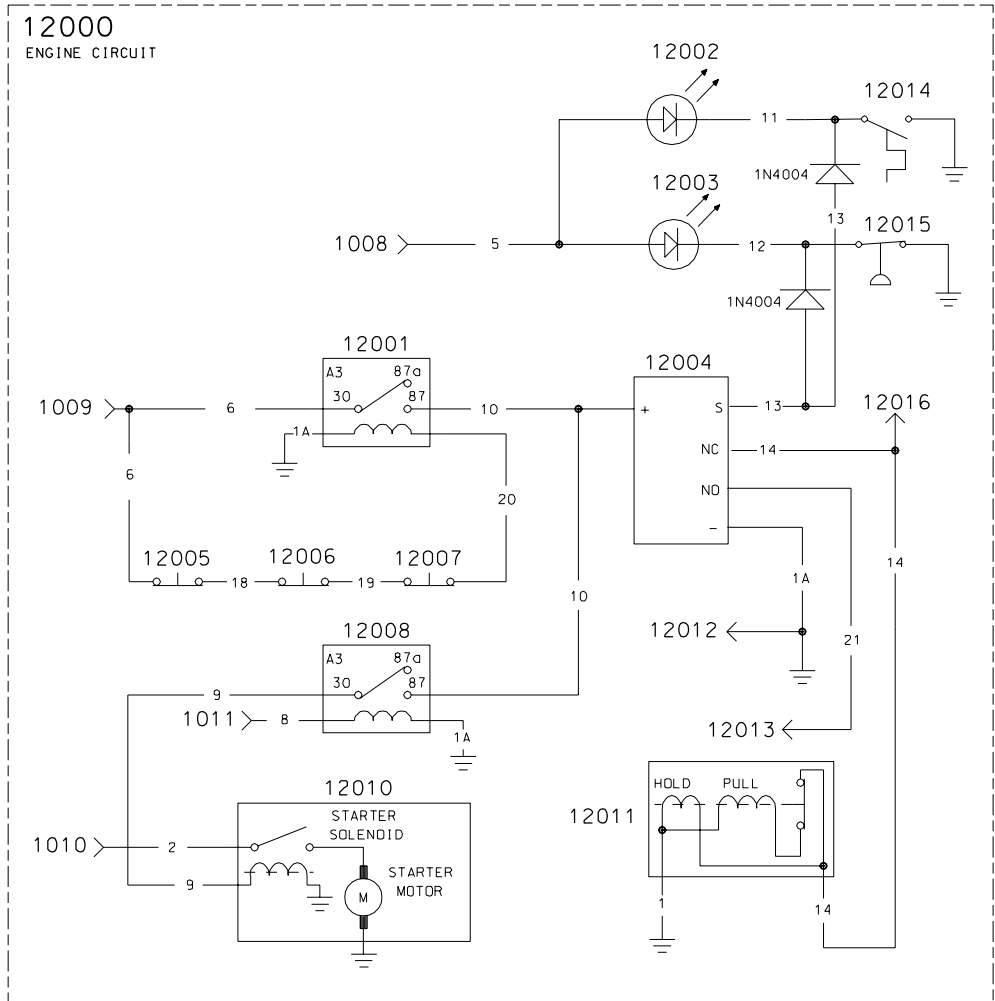 12000
ENGINE CIRCUIT
12002
12014
11
1N4004
12003
13
12015
1008
5
12
1N4004
12001
A3
87a
30
87
12004
1009
6
10
+
S
13
12016
1A
NC
14
6
20
NO
-
12005
12006
12007
18
19
1A
14
10
12008
12012
21
A3
87a
30
87
9
1011
8
1A
12013
12010
HOLD
PULL
STARTER
SOLENOID
12011
1010
2
STARTER
MOTOR
9
M
1
14